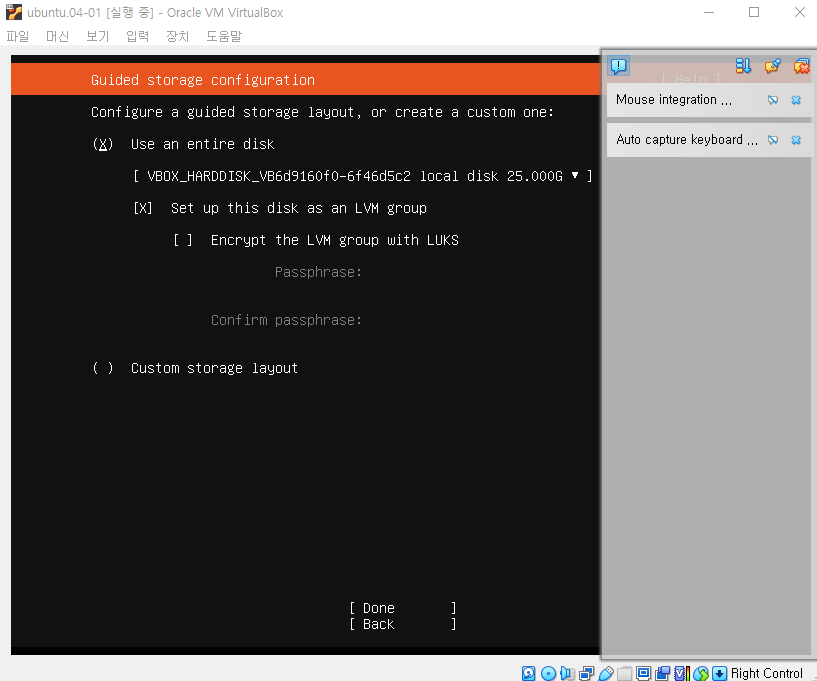 ubuntu.04-01 [실행 중] - Oracle VM VirtualBox
파일 머신 보기 입력 장치 도움말
Guided storage configuration [ Help ]
Configure a guided storage layout, or create a custom one:
(X) Use an entire disk
[ VBOX_HARDDISK_VB6d9160f0-6f46d5c2 local disk 25.000G ▼ ]
[X] Set up this disk as an LVM group
[ ] Encrypt the LVM group with LUKS
Passphrase:
Confirm passphrase:
( ) Custom storage layout
[ Done ]
[ Back ]
Mouse integration ...
Auto capture keyboard ...
Right Control